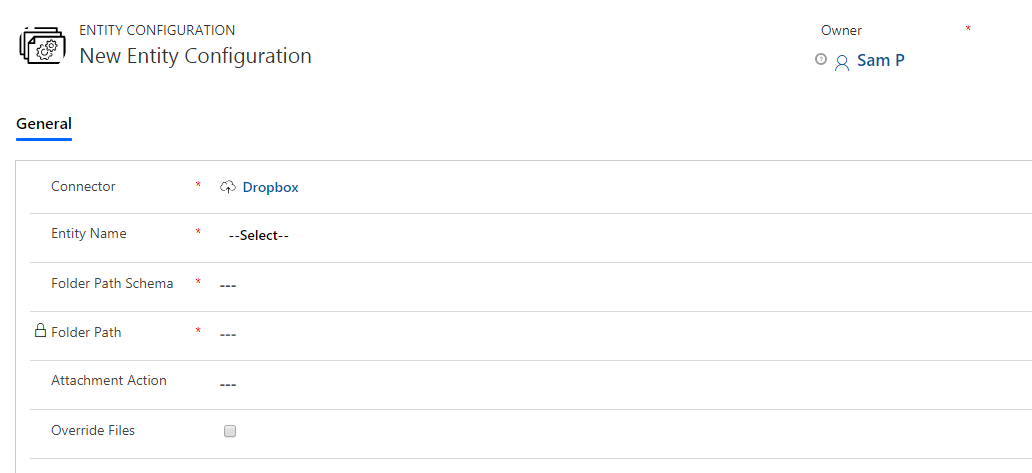 ENTITY CONFIGURATION
New Entity Configuration
Owner *
Sam P
General
Connector * Dropbox
Entity Name * --Select--
Folder Path Schema * ---
Folder Path * ---
Attachment Action ---
Override Files